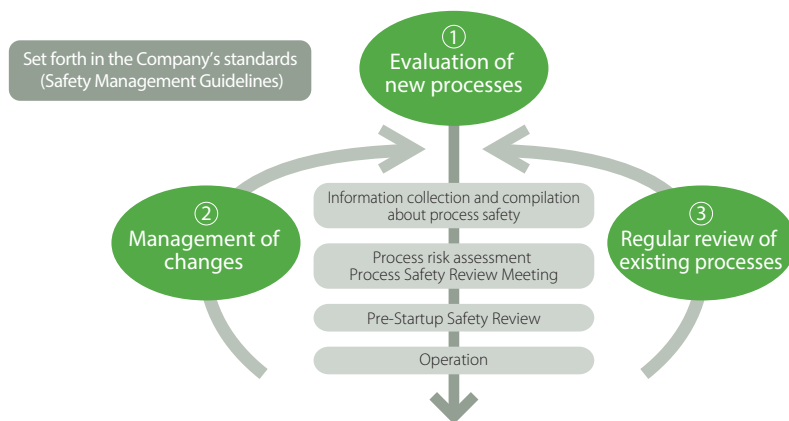 Set forth in the Company’s standards
(Safety Management Guidelines)
①
Evaluation of
new processes
Information collection and compilation
about process safety
②
Management of
changes
③
Regular review of
existing processes
Process risk assessment
Process Safety Review Meeting
Pre-Startup Safety Review
Operation